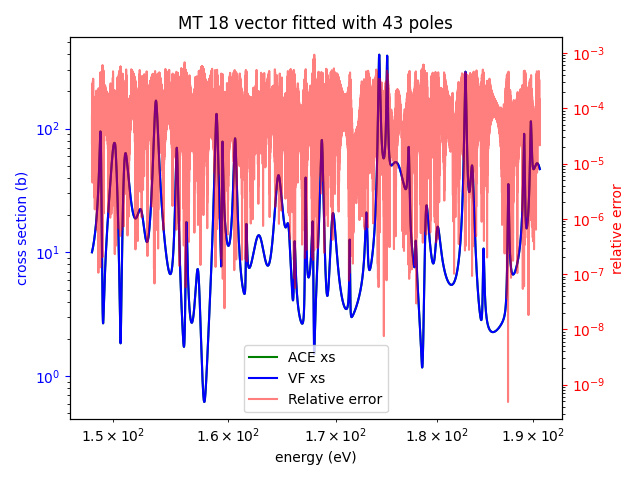 MT 18 vector fitted with 43 poles
cross section (b)
10²
10¹
10⁰
10⁻³
10⁻⁴
10⁻⁵
10⁻⁶
10⁻⁷
10⁻⁸
10⁻⁹
relative error
ACE xs
VF xs
Relative error
1.5 × 10² 1.6 × 10² 1.7 × 10² 1.8 × 10² 1.9 × 10²
energy (eV)